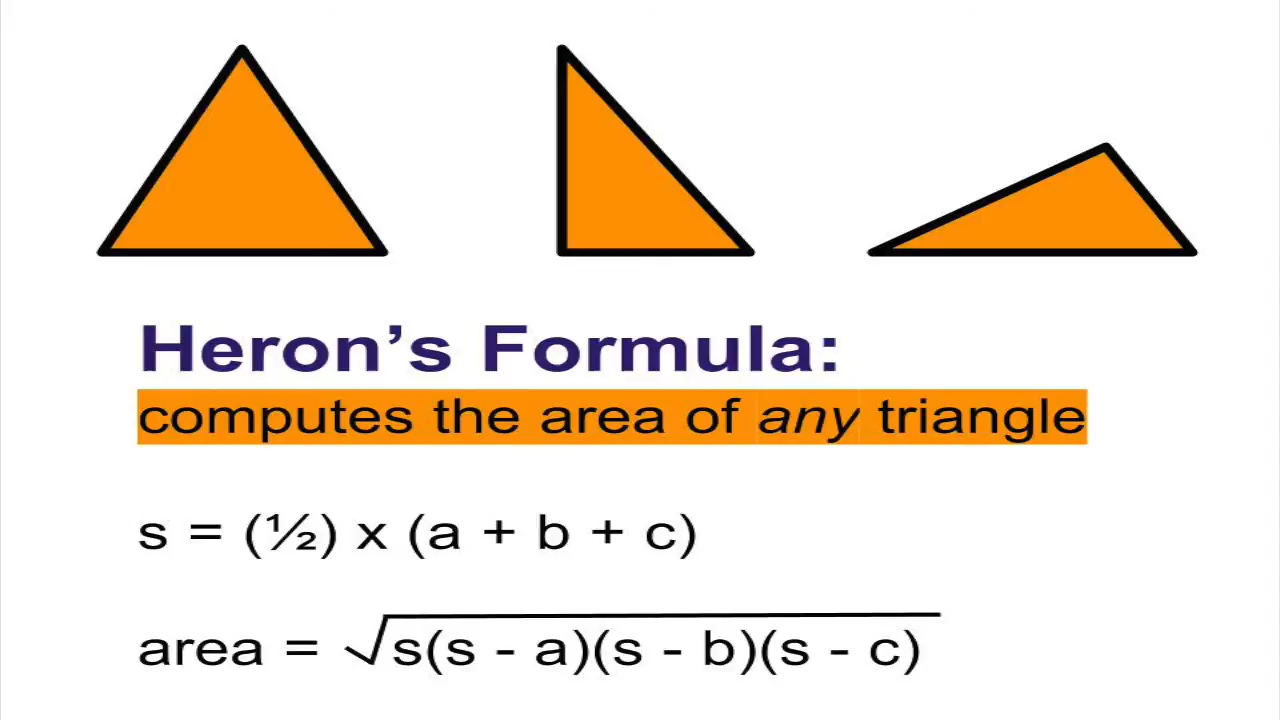 Heron’s Formula:
computes the area of any triangle
s = (½) x (a + b + c)
area = √s(s - a)(s - b)(s - c)